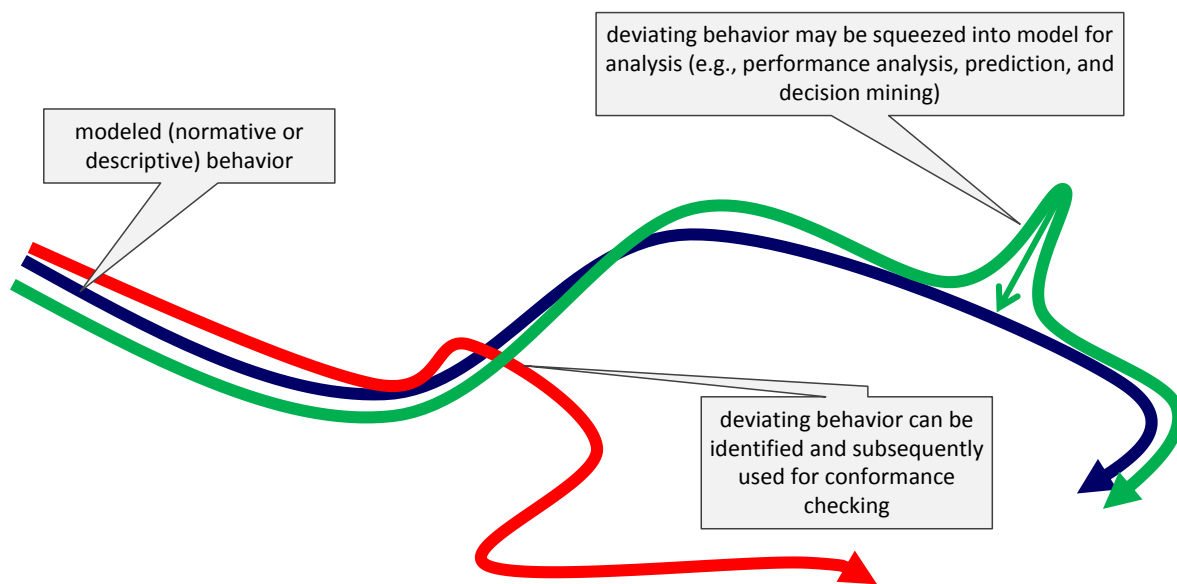 deviating behavior may be squeezed into model for
analysis (e.g., performance analysis, prediction, and
decision mining)
modeled (normative or
descriptive) behavior
deviating behavior can be
identified and subsequently
used for conformance
checking